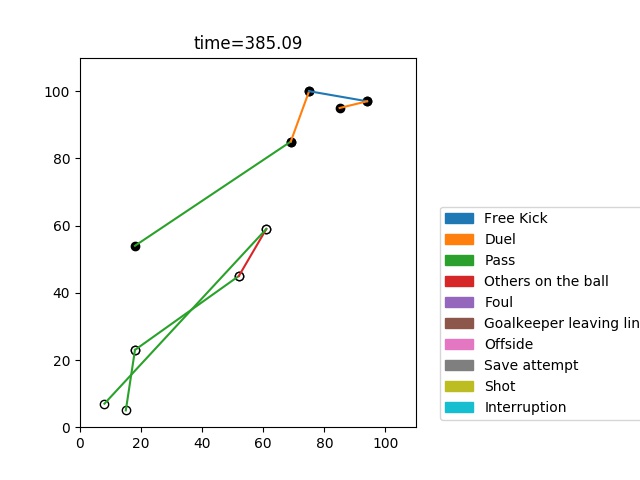 time=385.09
100
80
60
40
20
0
0 20 40 60 80 100
Free Kick
Duel
Pass
Others on the ball
Foul
Goalkeeper leaving lin
Offside
Save attempt
Shot
Interruption